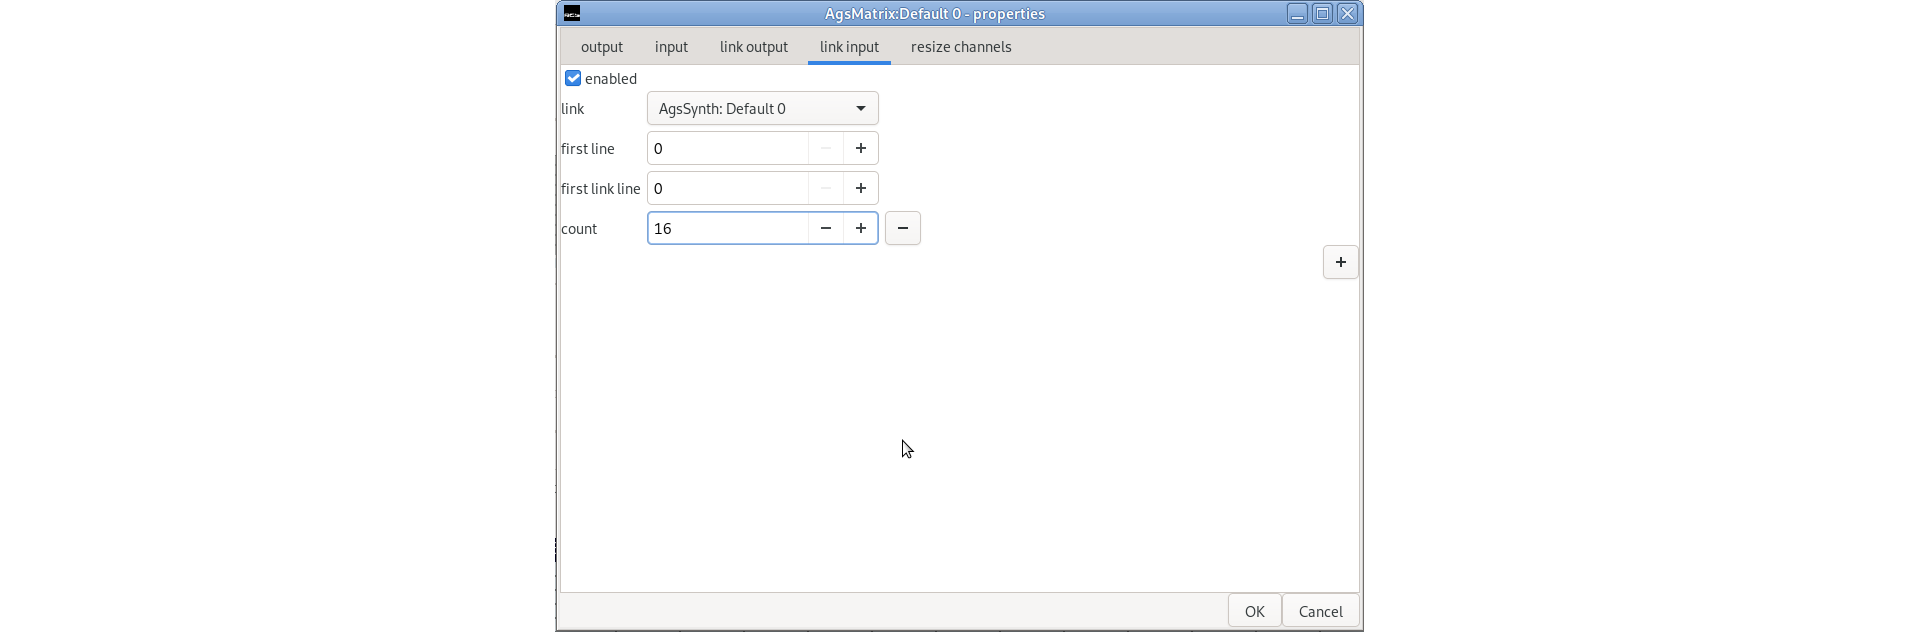 AgsMatrix:Default 0 - properties
output input link output link input resize channels
enabled
link AgsSynth: Default 0
first line 0
first link line 0
count 16
OK Cancel